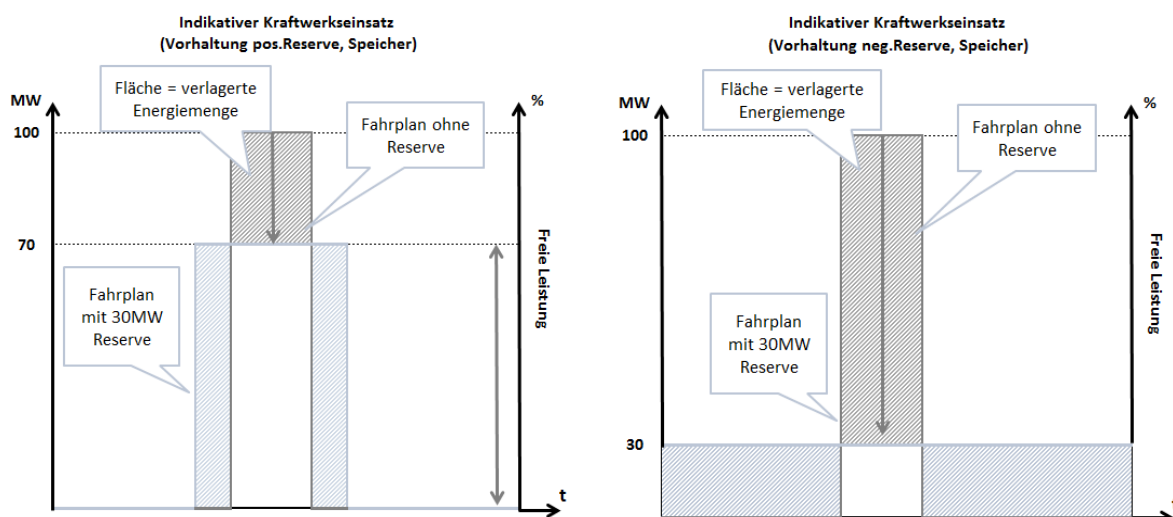 Indikativer Kraftwerkseinsatz
(Vorhaltung pos.Reserve, Speicher)
Fläche = verlagerte
Energiemenge
MW
%
100
Fahrplan ohne
Reserve
70
Fahrplan
mit 30MW
Reserve
Freie Leistung
t
Indikativer Kraftwerkseinsatz
(Vorhaltung neg.Reserve, Speicher)
Fläche = verlagerte
Energiemenge
MW
%
100
Fahrplan ohne
Reserve
Freie Leistung
Fahrplan
mit 30MW
Reserve
30